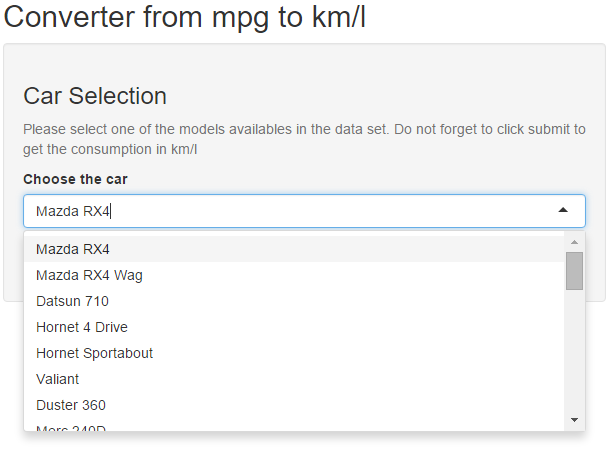 Converter from mpg to km/l
Car Selection
Please select one of the models availables in the data set. Do not forget to click submit to
get the consumption in km/l
Choose the car
Mazda RX4
Mazda RX4
Mazda RX4 Wag
Datsun 710
Hornet 4 Drive
Hornet Sportabout
Valiant
Duster 360
Merc 240D